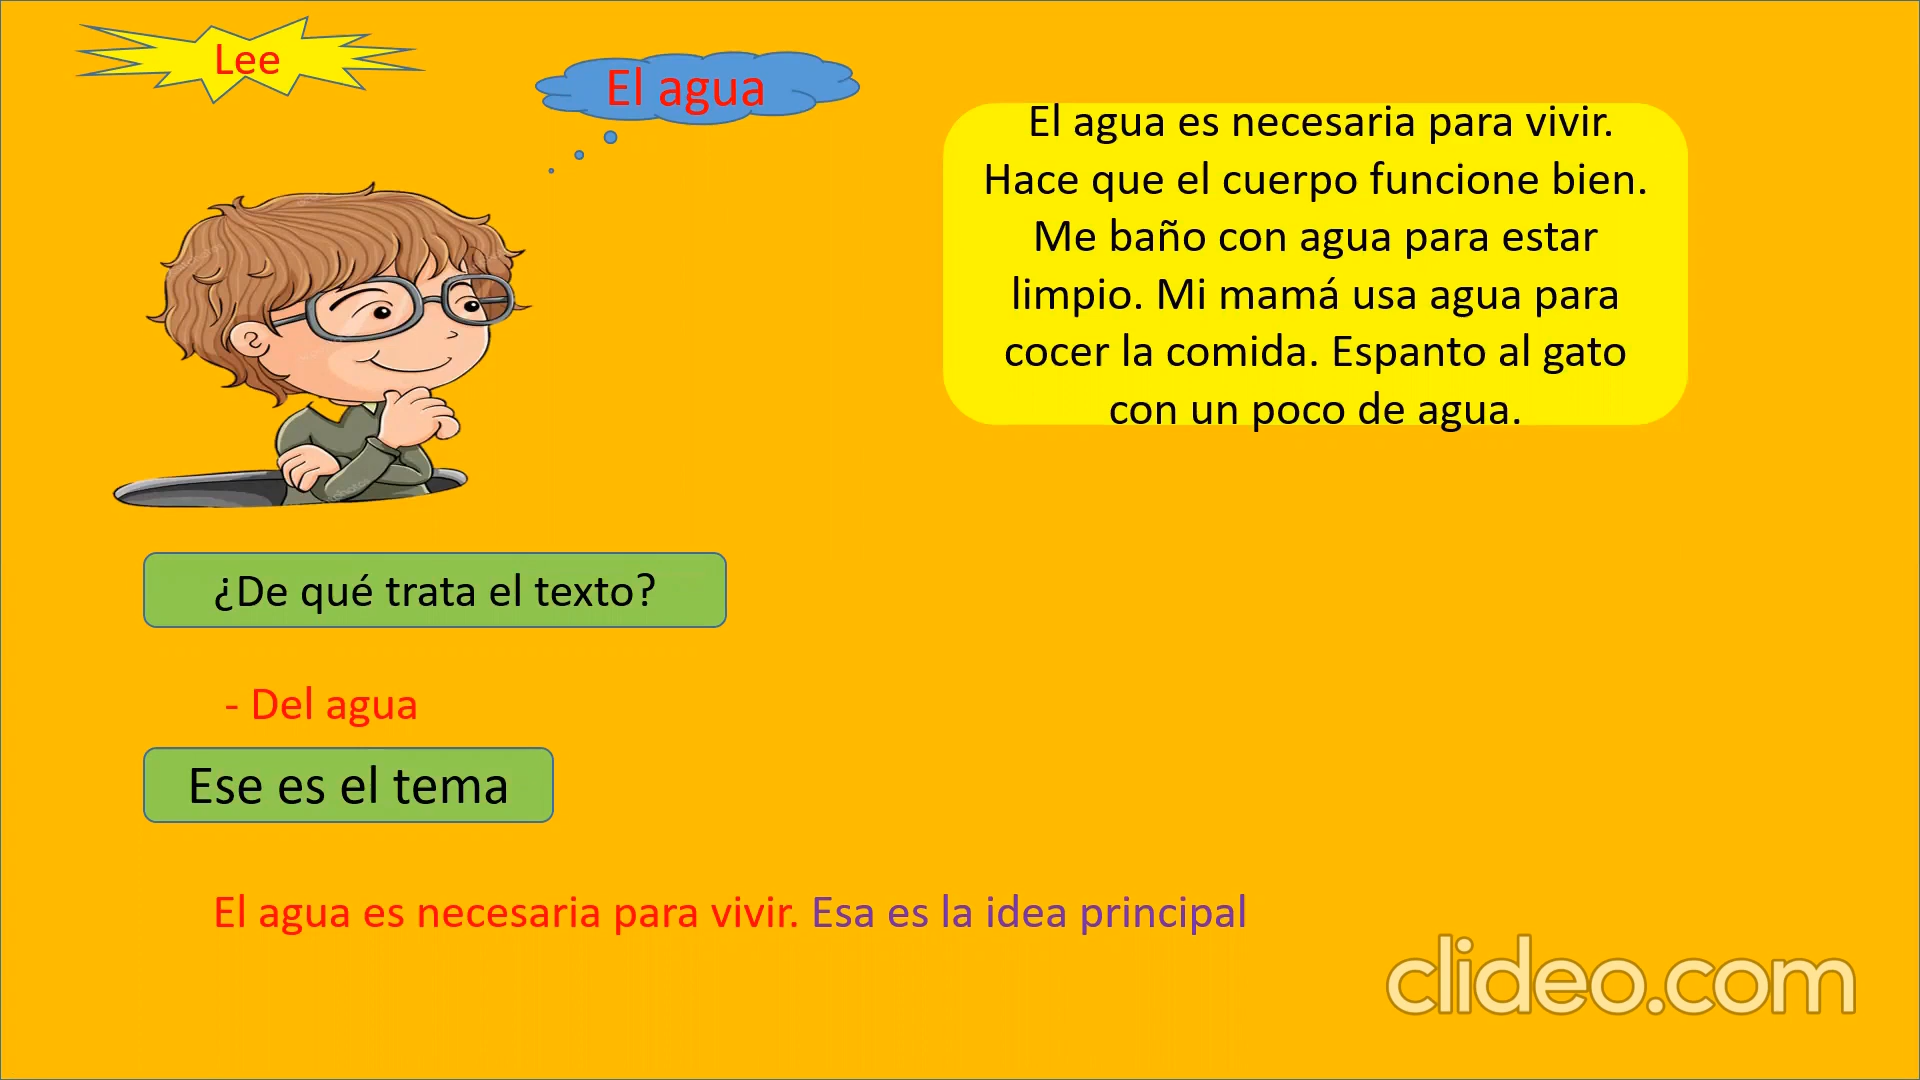 Lee
El agua
El agua es necesaria para vivir.
Hace que el cuerpo funcione bien.
Me baño con agua para estar
limpio. Mi mamá usa agua para
cocer la comida. Espanto al gato
con un poco de agua.
¿De qué trata el texto?
- Del agua
Ese es el tema
El agua es necesaria para vivir. Esa es la idea principal
clideo.com